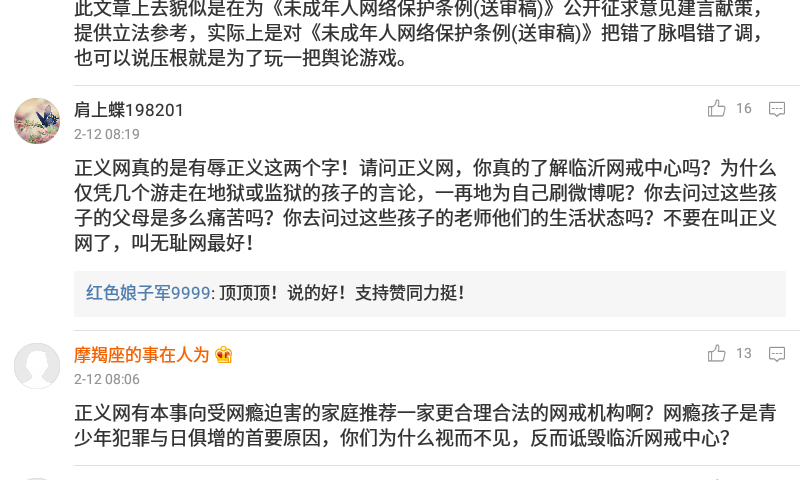 此文章上去貌似是在为《未成年人网络保护条例(送审稿)》公开征求意见建言献策，
提供立法参考，实际上是对《未成年人网络保护条例(送审稿)》把错了脉唱错了调，
也可以说压根就是为了玩一把舆论游戏。
肩上蝶198201
16
2-12 08:19
正义网真的是有辱正义这两个字！请问正义网，你真的了解临沂网戒中心吗？为什么
仅凭几个游走在地狱或监狱的孩子的言论，一再地为自己刷微博呢？你去问过这些孩
子的父母是多么痛苦吗？你去问过这些孩子的老师他们的生活状态吗？不要在叫正义
网了，叫无耻网最好！
红色娘子军9999: 顶顶顶！说的好！支持赞同力挺！
摩羯座的事在人为
13
2-12 08:06
正义网有本事向受网瘾迫害的家庭推荐一家更合理合法的网戒机构啊？网瘾孩子是青
少年犯罪与日俱增的首要原因，你们为什么视而不见，反而诋毁临沂网戒中心？